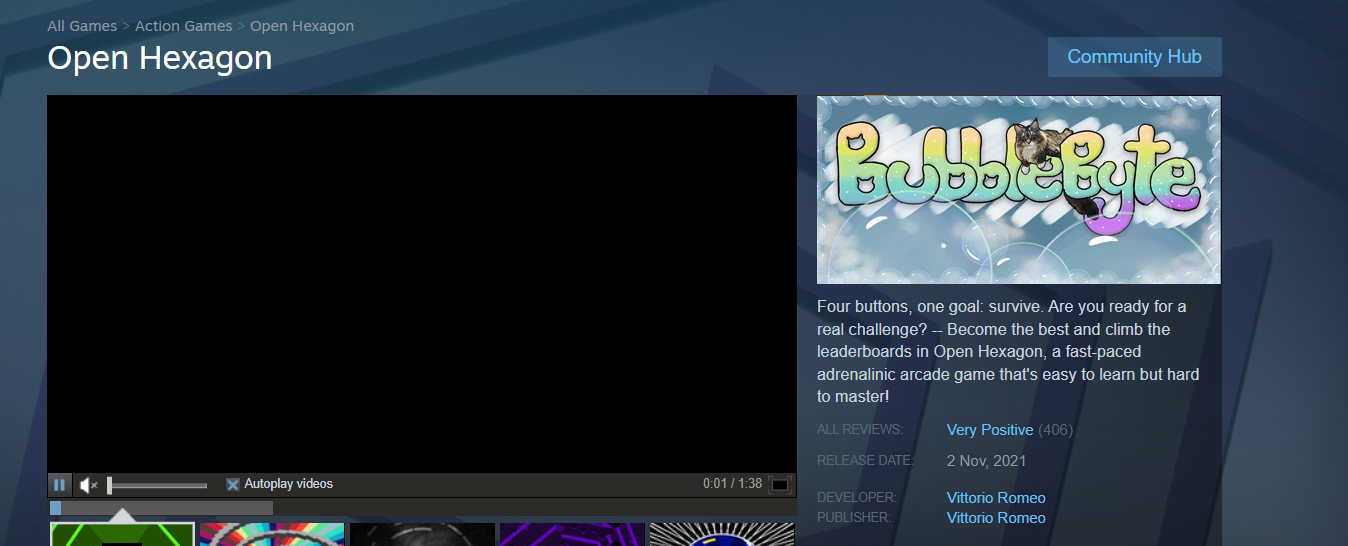 All Games > Action Games > Open Hexagon
Open Hexagon
Community Hub
BubbleByte
Four buttons, one goal: survive. Are you ready for a
real challenge? -- Become the best and climb the
leaderboards in Open Hexagon, a fast-paced
adrenalinic arcade game that's easy to learn but hard
to master!
ALL REVIEWS: Very Positive (406)
RELEASE DATE: 2 Nov, 2021
DEVELOPER: Vittorio Romeo
PUBLISHER: Vittorio Romeo
Autoplay videos
0:01 / 1:38